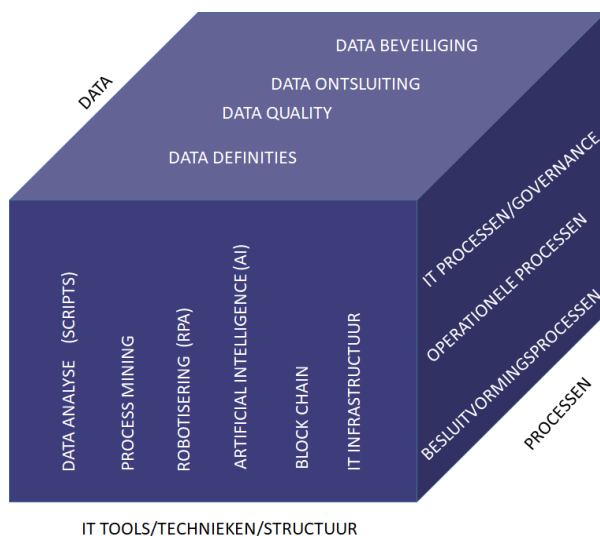 DATA
DATA BEVEILIGING
DATA ONTSLUITING
DATA QUALITY
DATA DEFINITIES
DATA ANALYSE (SCRIPTS)
PROCESS MINING
ROBOTISERING (RPA)
ARTIFICIAL INTELLIGENCE (AI)
BLOCK CHAIN
IT INFRASTRUCTUUR
IT PROCESSEN/GOVERNANCE
OPERATIONELE PROCESSEN
BESLUITVORMINGSPROCESSEN
PROCESSEN
IT TOOLS/TECHNIEKEN/STRUCTUUR